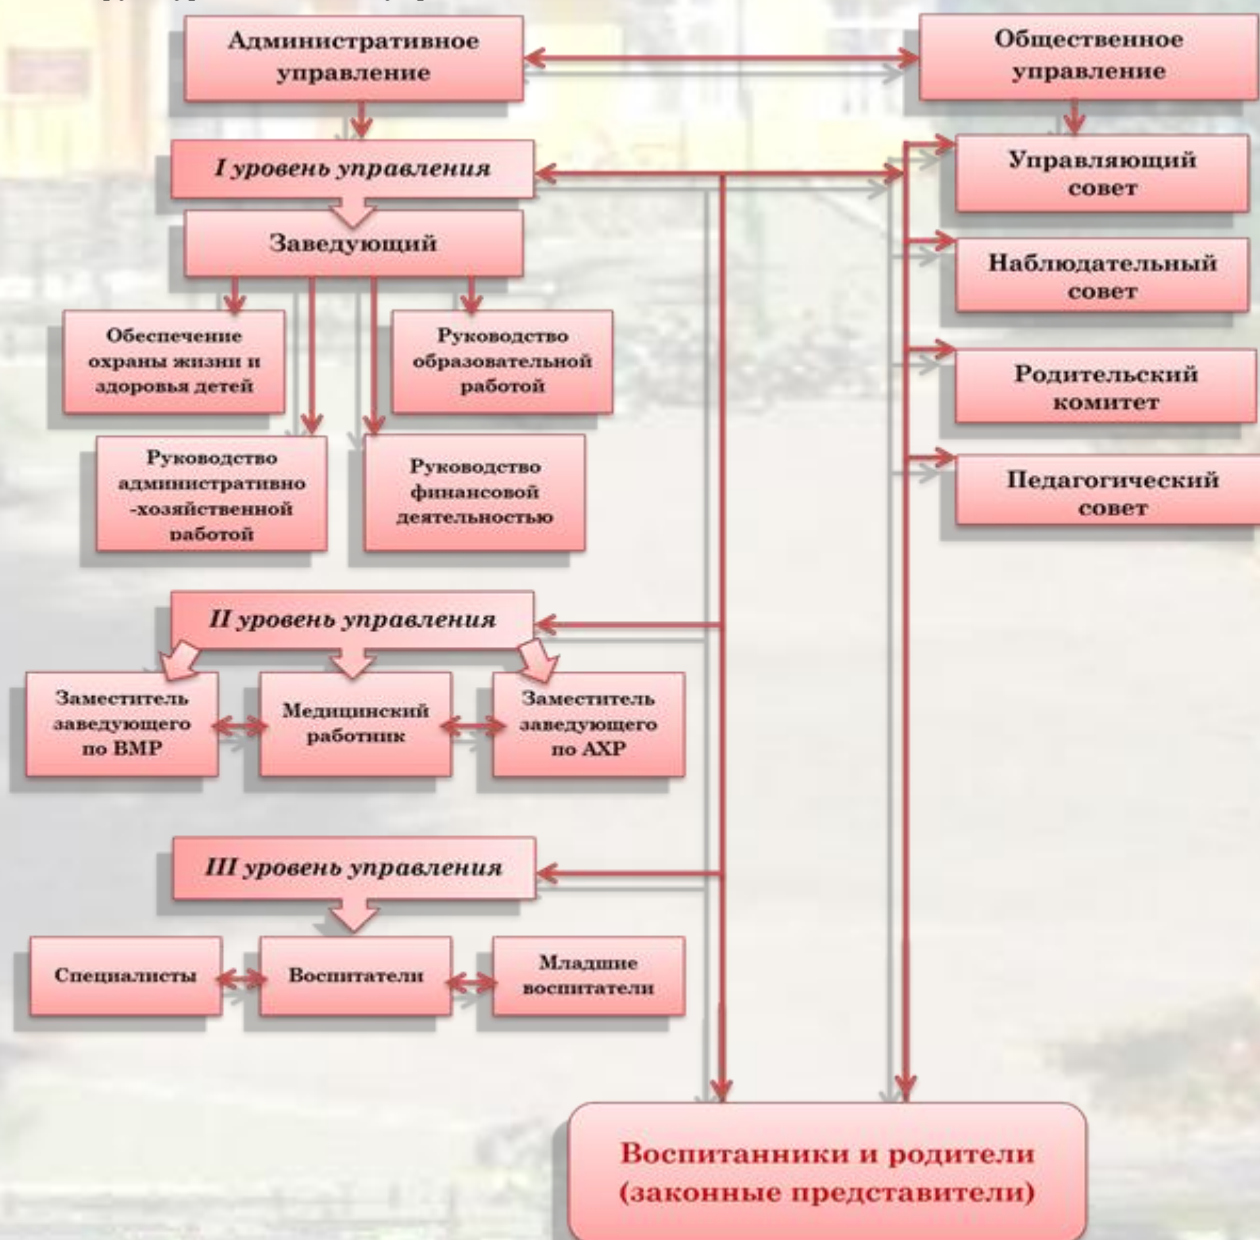 Административное
управление
Общественное
управление
I уровень управления
Управляющий
совет
Заведующий
Наблюдательный
совет
Обеспечение
охраны жизни и
здоровья детей
Руководство
образовательной
работой
Родительский
комитет
Руководство
административно
-хозяйственной
работой
Руководство
финансовой
деятельностью
Педагогический
совет
II уровень управления
Заместитель
заведующего
по ВМР
Медицинский
работник
Заместитель
заведующего
по АХР
III уровень управления
Специалисты
Воспитатели
Младшие
воспитатели
Воспитанники и родители
(законные представители)